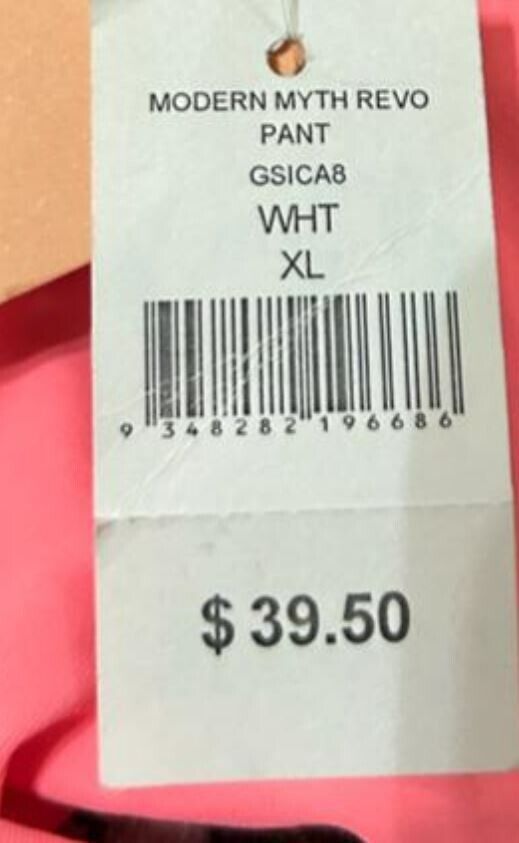 MODERN MYTH REVO
PANT
GSICA8
WHT
XL
9 348282 196686
$ 39.50